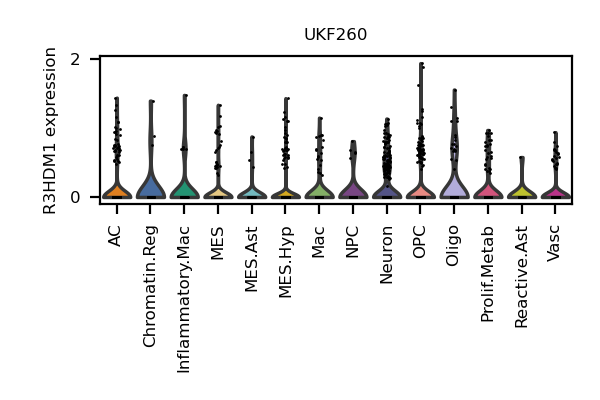 UKF260
R3HDM1 expression
2
0
AC
Chromatin.Reg
Inflammatory.Mac
MES
MES.Ast
MES.Hyp
Mac
NPC
Neuron
OPC
Oligo
Prolif.Metab
Reactive.Ast
Vasc